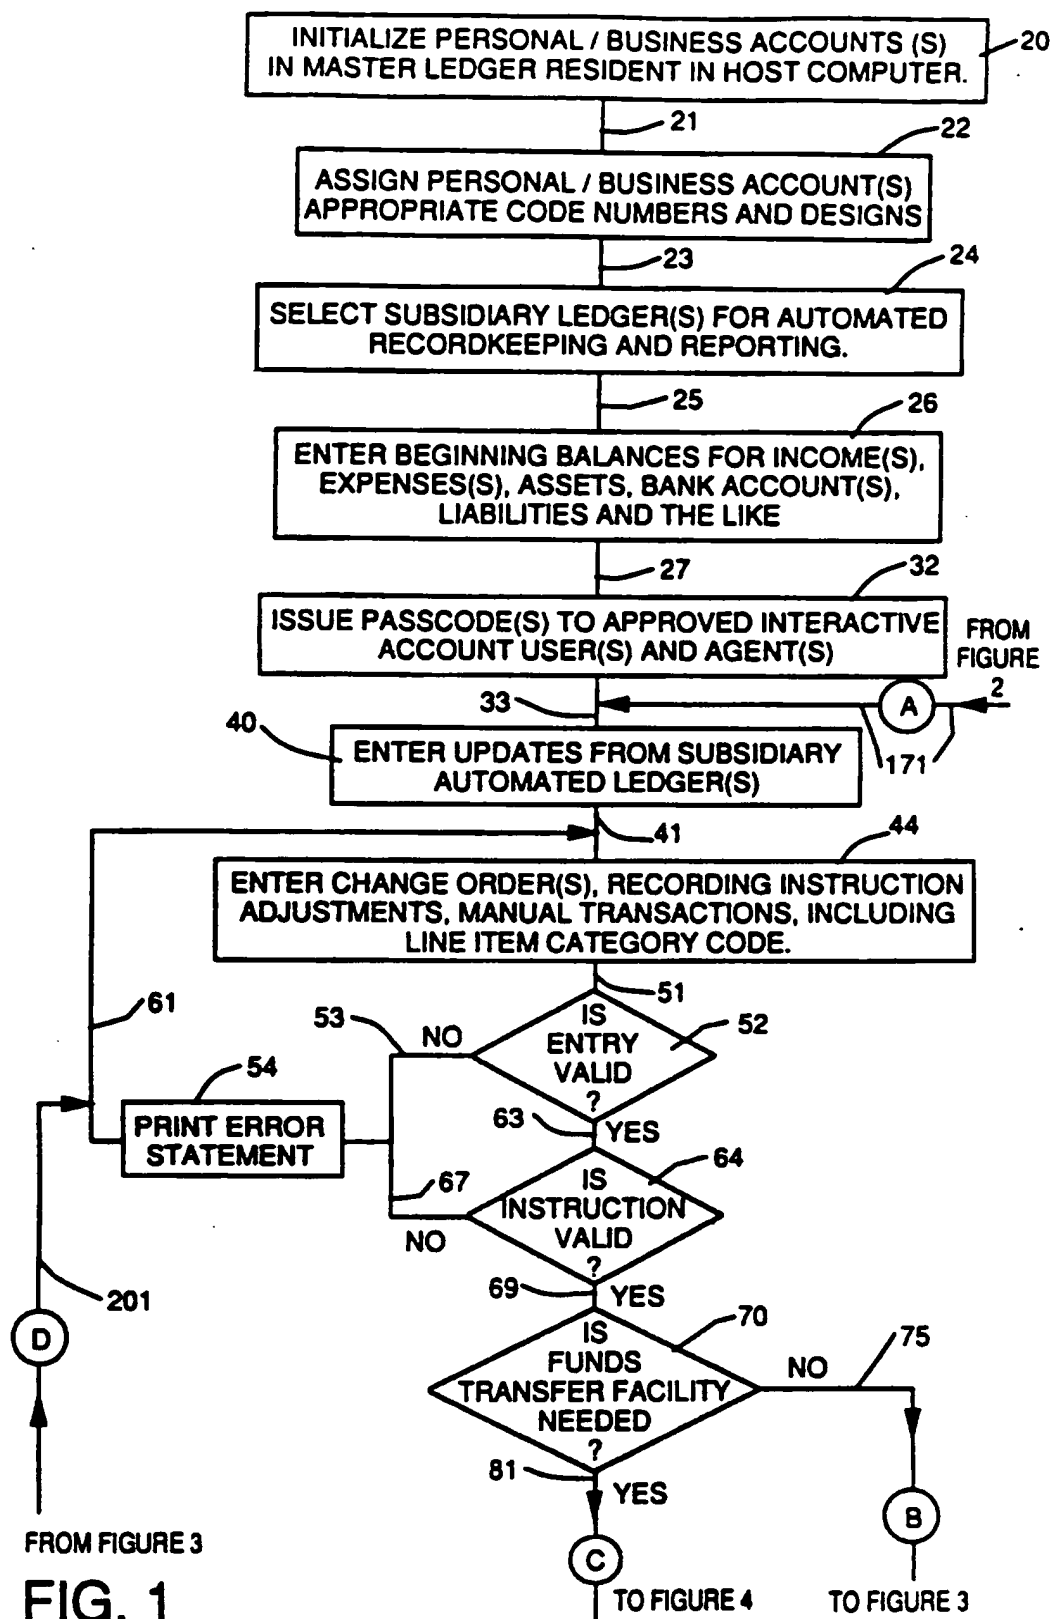 INITIALIZE PERSONAL / BUSINESS ACCOUNTS (S)
IN MASTER LEDGER RESIDENT IN HOST COMPUTER.
20
21
22
ASSIGN PERSONAL / BUSINESS ACCOUNT(S)
APPROPRIATE CODE NUMBERS AND DESIGNS
23
24
SELECT SUBSIDIARY LEDGER(S) FOR AUTOMATED
RECORDKEEPING AND REPORTING.
25
26
ENTER BEGINNING BALANCES FOR INCOME(S),
EXPENSES(S), ASSETS, BANK ACCOUNT(S),
LIABILITIES AND THE LIKE
27
32
ISSUE PASSCODE(S) TO APPROVED INTERACTIVE
ACCOUNT USER(S) AND AGENT(S)
FROM
FIGURE
2
A
33
171
40
ENTER UPDATES FROM SUBSIDIARY
AUTOMATED LEDGER(S)
41
44
ENTER CHANGE ORDER(S), RECORDING INSTRUCTION
ADJUSTMENTS, MANUAL TRANSACTIONS, INCLUDING
LINE ITEM CATEGORY CODE.
51
61
53
NO
IS
ENTRY
VALID
?
52
54
PRINT ERROR
STATEMENT
63
YES
64
67
NO
IS
INSTRUCTION
VALID
?
69
YES
201
D
70
IS
FUNDS
TRANSFER FACILITY
NEEDED
?
NO
75
81
YES
B
C
FROM FIGURE 3
TO FIGURE 4
TO FIGURE 3
FIG. 1